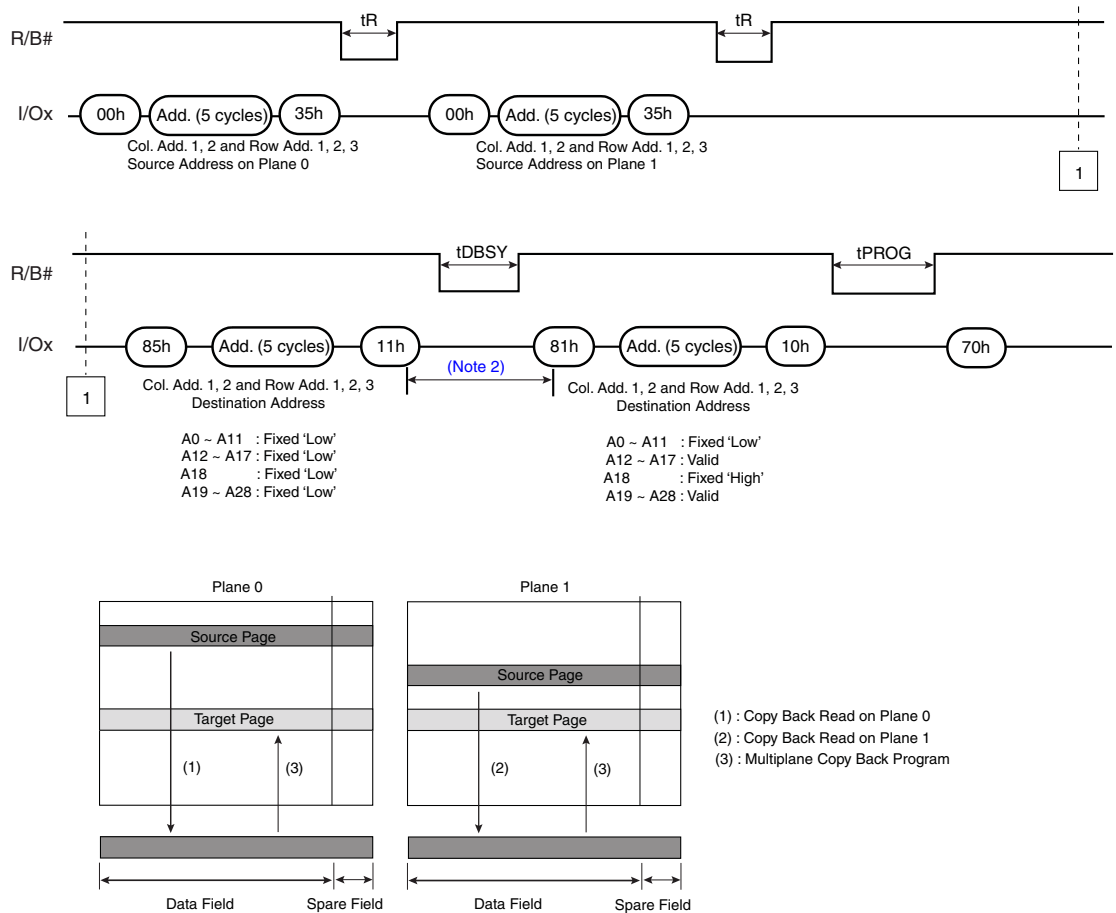 tR
tR
R/B#
I/Ox
00h
Add. (5 cycles)
35h
00h
Add. (5 cycles)
35h
Col. Add. 1, 2 and Row Add. 1, 2, 3
Source Address on Plane 0
Col. Add. 1, 2 and Row Add. 1, 2, 3
Source Address on Plane 1
1
tDBSY
tPROG
R/B#
I/Ox
85h
Add. (5 cycles)
11h
81h
Add. (5 cycles)
10h
70h
(Note 2)
1
Col. Add. 1, 2 and Row Add. 1, 2, 3
Destination Address
Col. Add. 1, 2 and Row Add. 1, 2, 3
Destination Address
A0 ~ A11 : Fixed ‘Low’
A12 ~ A17 : Fixed ‘Low’
A18 : Fixed ‘Low’
A19 ~ A28 : Fixed ‘Low’
A0 ~ A11 : Fixed ‘Low’
A12 ~ A17 : Valid
A18 : Fixed ‘High’
A19 ~ A28 : Valid
Plane 0
Plane 1
Source Page
Source Page
Target Page
Target Page
(1)
(3)
(2)
(3)
(1) : Copy Back Read on Plane 0
(2) : Copy Back Read on Plane 1
(3) : Multiplane Copy Back Program
Data Field
Spare Field
Data Field
Spare Field